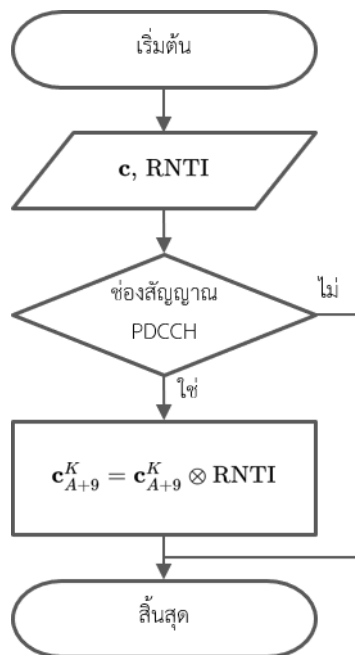 เริ่มต้น
c, RNTI
ช่องสัญญาณ
PDCCH
ไม่
ใช่
c^K_{A+9} = c^K_{A+9} ⊗ RNTI
สิ้นสุด